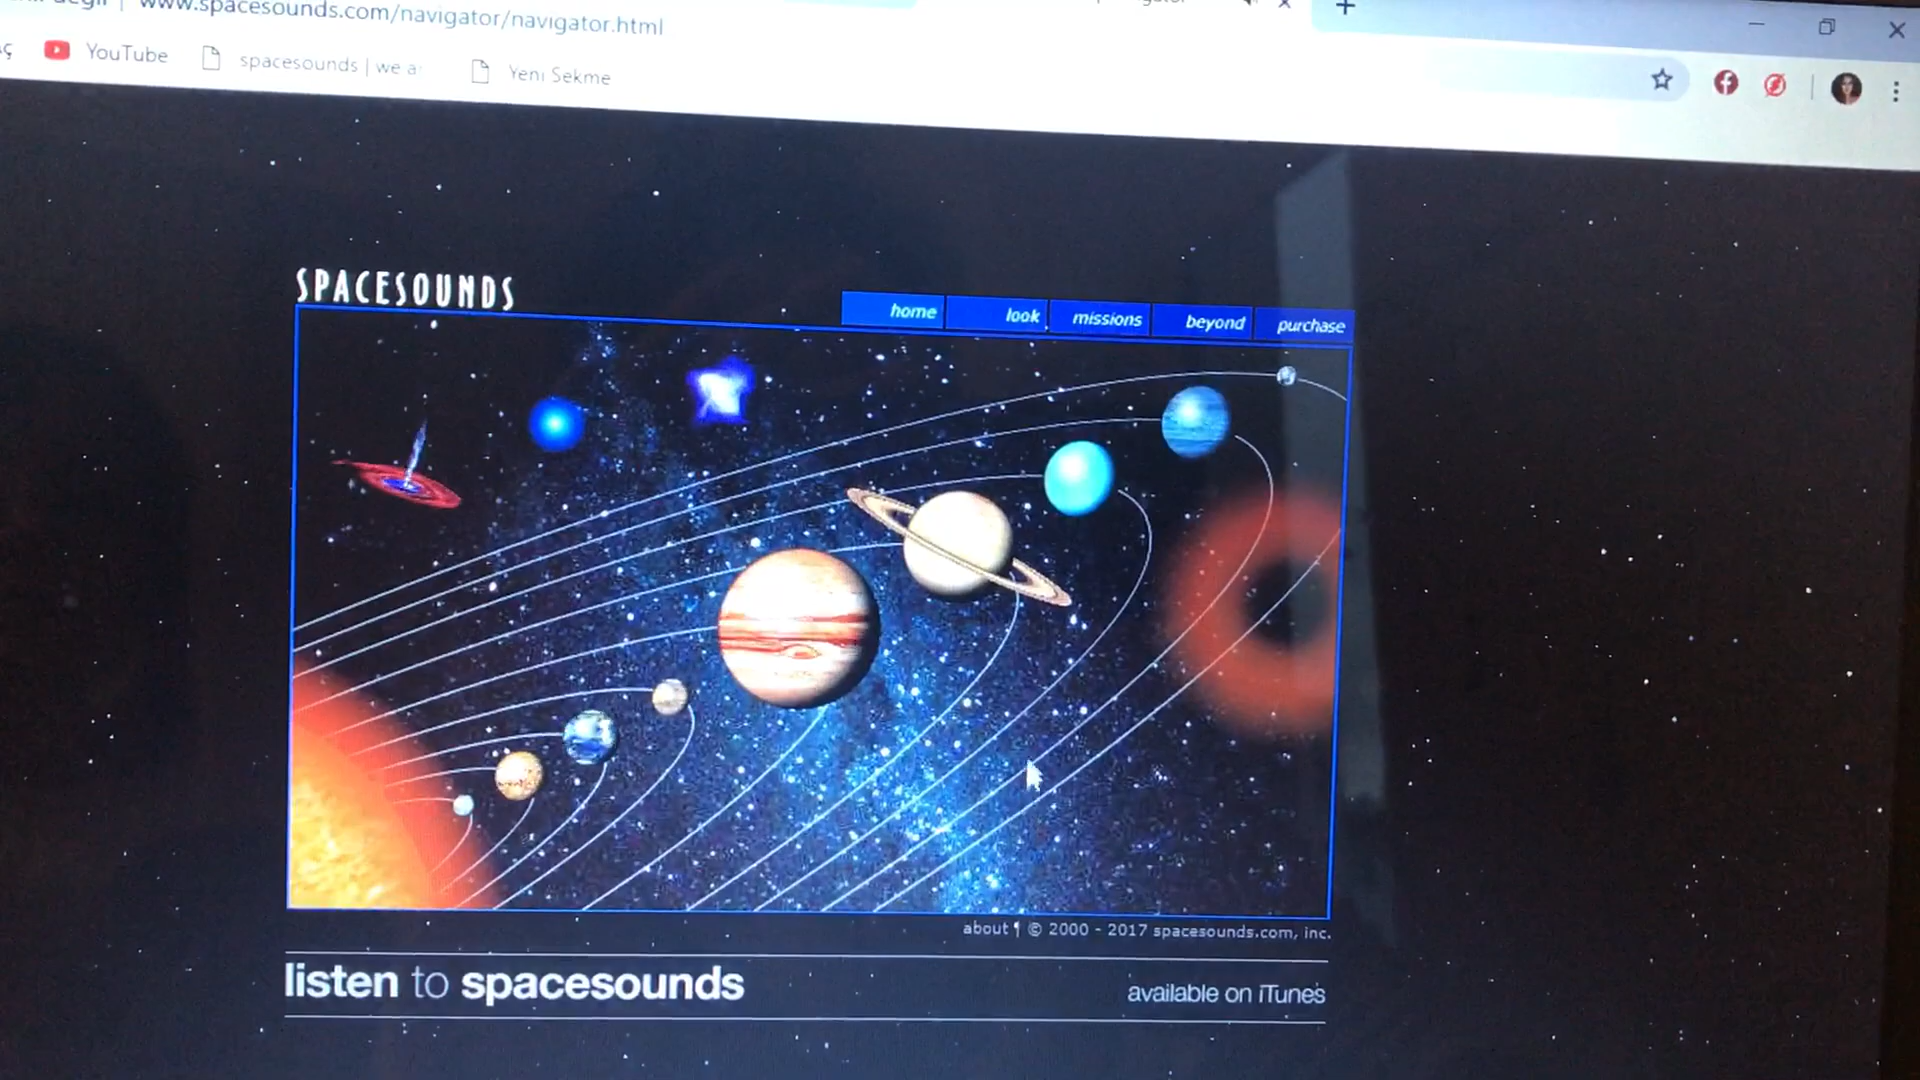 www.spacesounds.com/navigator/navigator.html
YouTube
spacesounds | we a
Yeni Sekme
SPACESOUNDS
home
look
missions
beyond
purchase
about ¶ © 2000 - 2017 spacesounds.com, inc.
listen to spacesounds
available on iTunes